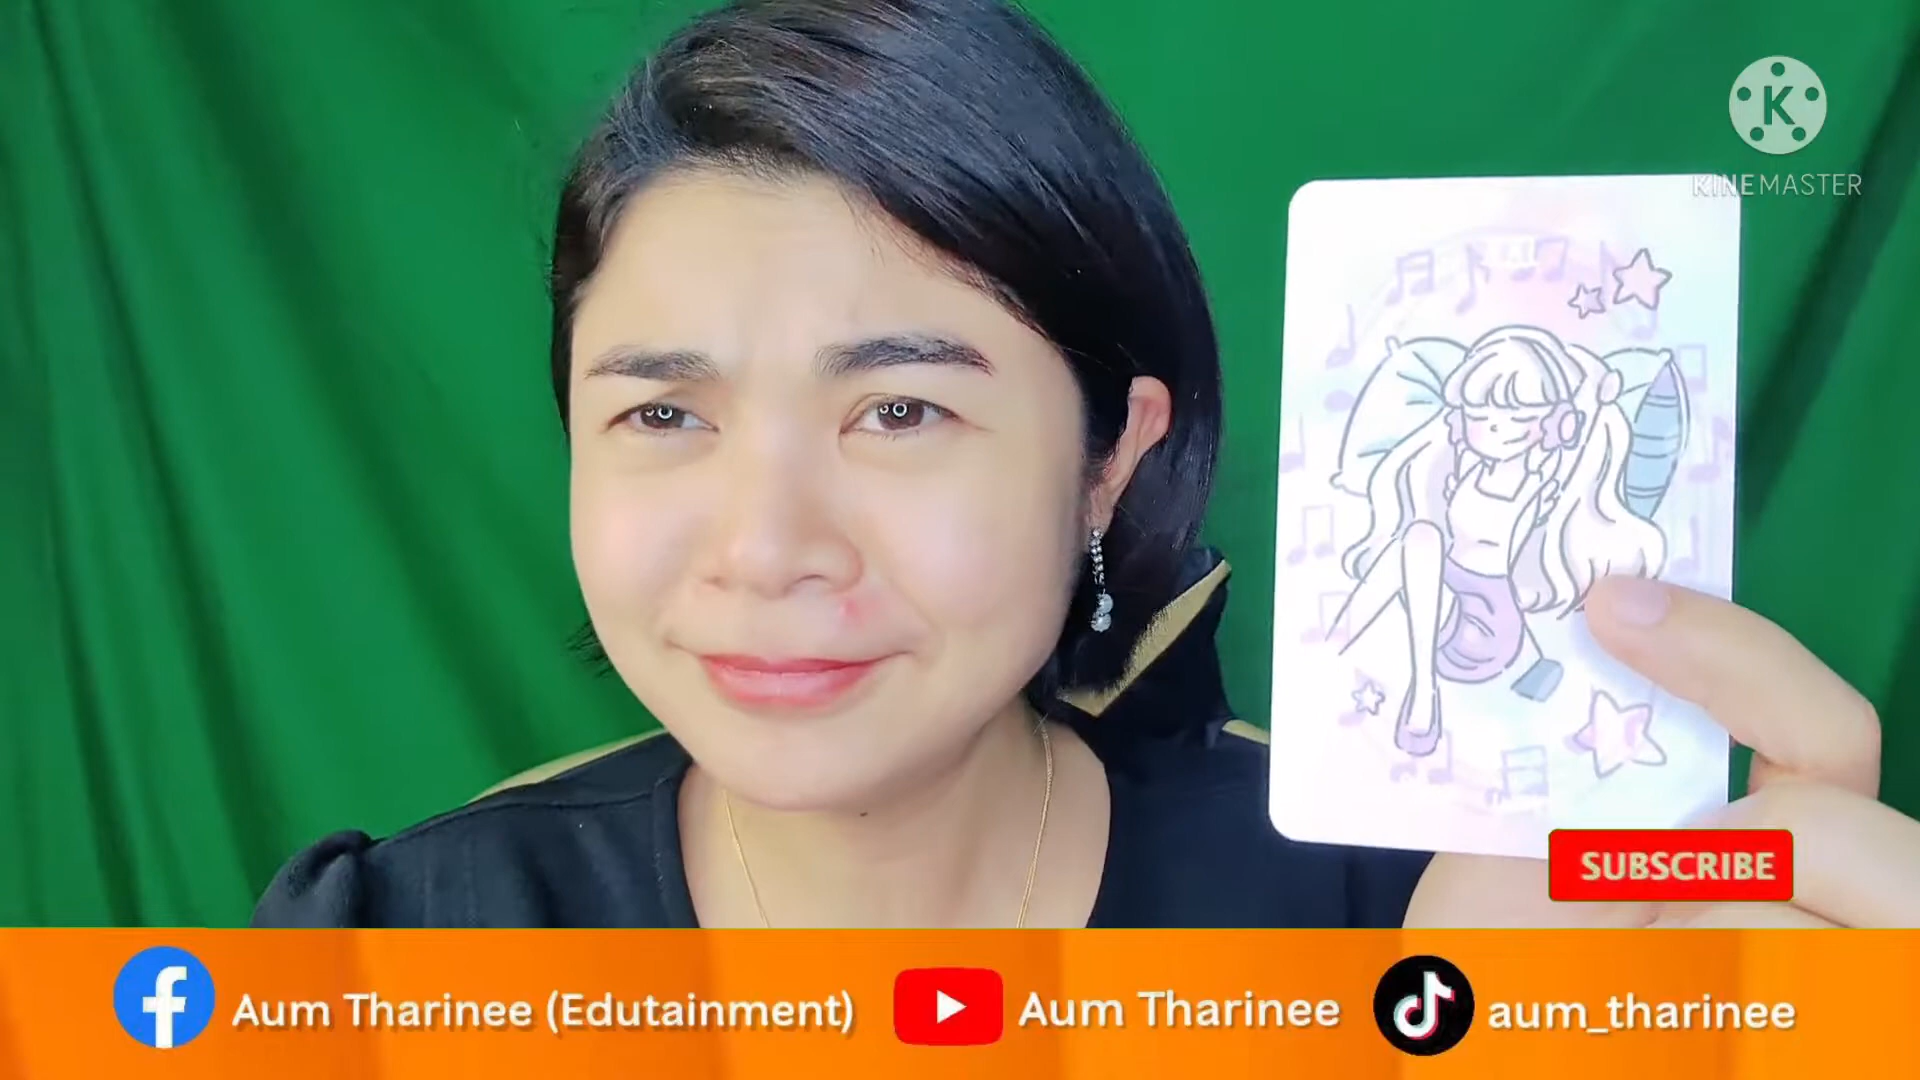 K
KINEMASTER
SUBSCRIBE
Aum Tharinee (Edutainment)
Aum Tharinee
aum_tharinee